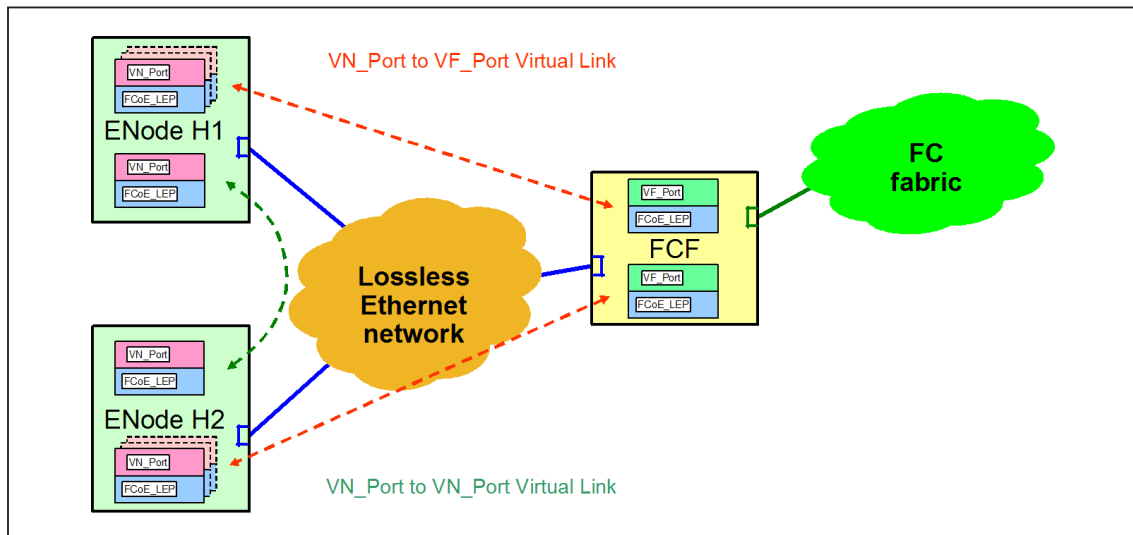 VN_Port to VF_Port Virtual Link
VN_Port
FCoE_LEP
ENode H1
VN_Port
FCoE_LEP
FC
fabric
VF_Port
FCoE_LEP
FCF
VF_Port
FCoE_LEP
Lossless
Ethernet
network
VN_Port
FCoE_LEP
ENode H2
VN_Port
FCoE_LEP
VN_Port to VN_Port Virtual Link